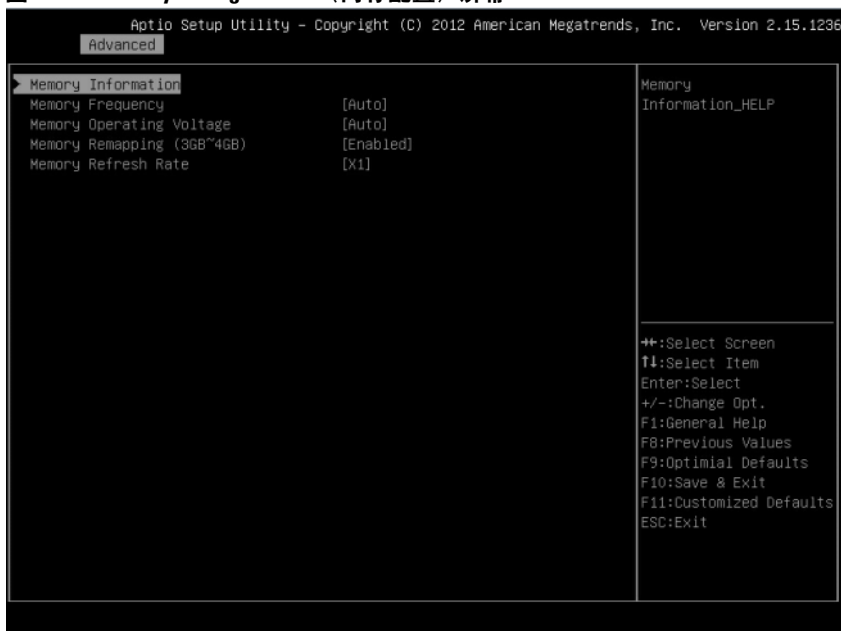 Aptio Setup Utility – Copyright (C) 2012 American Megatrends, Inc. Version 2.15.1236
Advanced
Memory Information
Memory Frequency [Auto]
Memory Operating Voltage [Auto]
Memory Remapping (3GB~4GB) [Enabled]
Memory Refresh Rate [X1]
Memory
Information_HELP
→←:Select Screen
↑↓:Select Item
Enter:Select
+/-:Change Opt.
F1:General Help
F8:Previous Values
F9:Optimial Defaults
F10:Save & Exit
F11:Customized Defaults
ESC:Exit